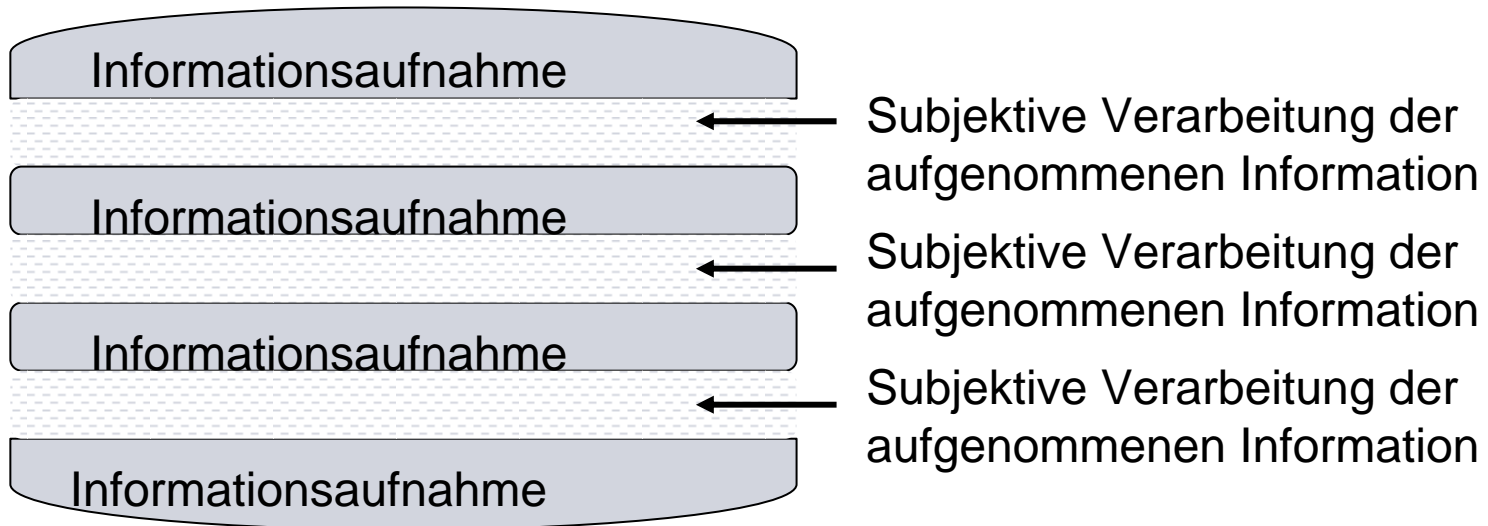 Informationsaufnahme
Subjektive Verarbeitung der
aufgenommenen Information
Informationsaufnahme
Subjektive Verarbeitung der
aufgenommenen Information
Informationsaufnahme
Subjektive Verarbeitung der
aufgenommenen Information
Informationsaufnahme